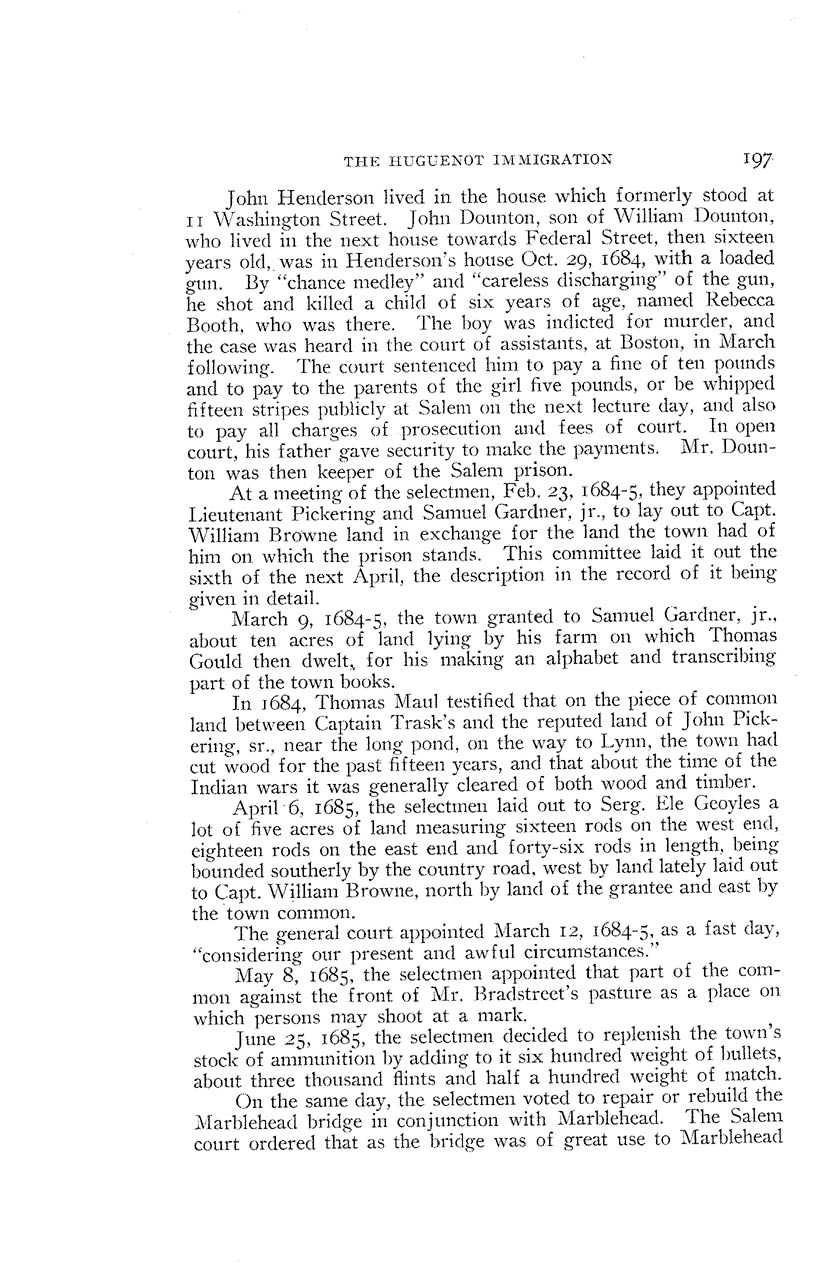 THE HUGUENOT IMMIGRATION 197
John Henderson lived in the house which formerly stood at
11 Washington Street. John Dounton, son of William Dounton,
who lived in the next house towards Federal Street, then sixteen
years old, was in Henderson's house Oct. 29, 1684, with a loaded
gun. By "chance medley" and "careless discharging" of the gun,
he shot and killed a child of six years of age, named Rebecca
Booth, who was there. The boy was indicted for murder, and
the case was heard in the court of assistants, at Boston, in March
following. The court sentenced him to pay a fine of ten pounds
and to pay to the parents of the girl five pounds, or be whipped
fifteen stripes publicly at Salem on the next lecture day, and also
to pay all charges of prosecution and fees of court. In open
court, his father gave security to make the payments. Mr. Doun-
ton was then keeper of the Salem prison.
At a meeting of the selectmen, Feb. 23, 1684-5, they appointed
Lieutenant Pickering and Samuel Gardner, jr., to lay out to Capt.
William Browne land in exchange for the land the town had of
him on which the prison stands. This committee laid it out the
sixth of the next April, the description in the record of it being
given in detail.
March 9, 1684-5, the town granted to Samuel Gardner, jr.,
about ten acres of land lying by his farm on which Thomas
Gould then dwelt, for his making an alphabet and transcribing
part of the town books.
In 1684, Thomas Maul testified that on the piece of common
land between Captain Trask's and the reputed land of John Pick-
ering, sr., near the long pond, on the way to Lynn, the town had
cut wood for the past fifteen years, and that about the time of the
Indian wars it was generally cleared of both wood and timber.
April 6, 1685, the selectmen laid out to Serg. Ele Geoyles a
lot of five acres of land measuring sixteen rods on the west end,
eighteen rods on the east end and forty-six rods in length, being
bounded southerly by the country road, west by land lately laid out
to Capt. William Browne, north by land of the grantee and east by
the town common.
The general court appointed March 12, 1684-5, as a fast day,
"considering our present and awful circumstances."
May 8, 1685, the selectmen appointed that part of the com-
mon against the front of Mr. Bradstreet's pasture as a place on
which persons may shoot at a mark.
June 25, 1685, the selectmen decided to replenish the town's
stock of ammunition by adding to it six hundred weight of bullets,
about three thousand flints and half a hundred weight of match.
On the same day, the selectmen voted to repair or rebuild the
Marblehead bridge in conjunction with Marblehead. The Salem
court ordered that as the bridge was of great use to Marblehead